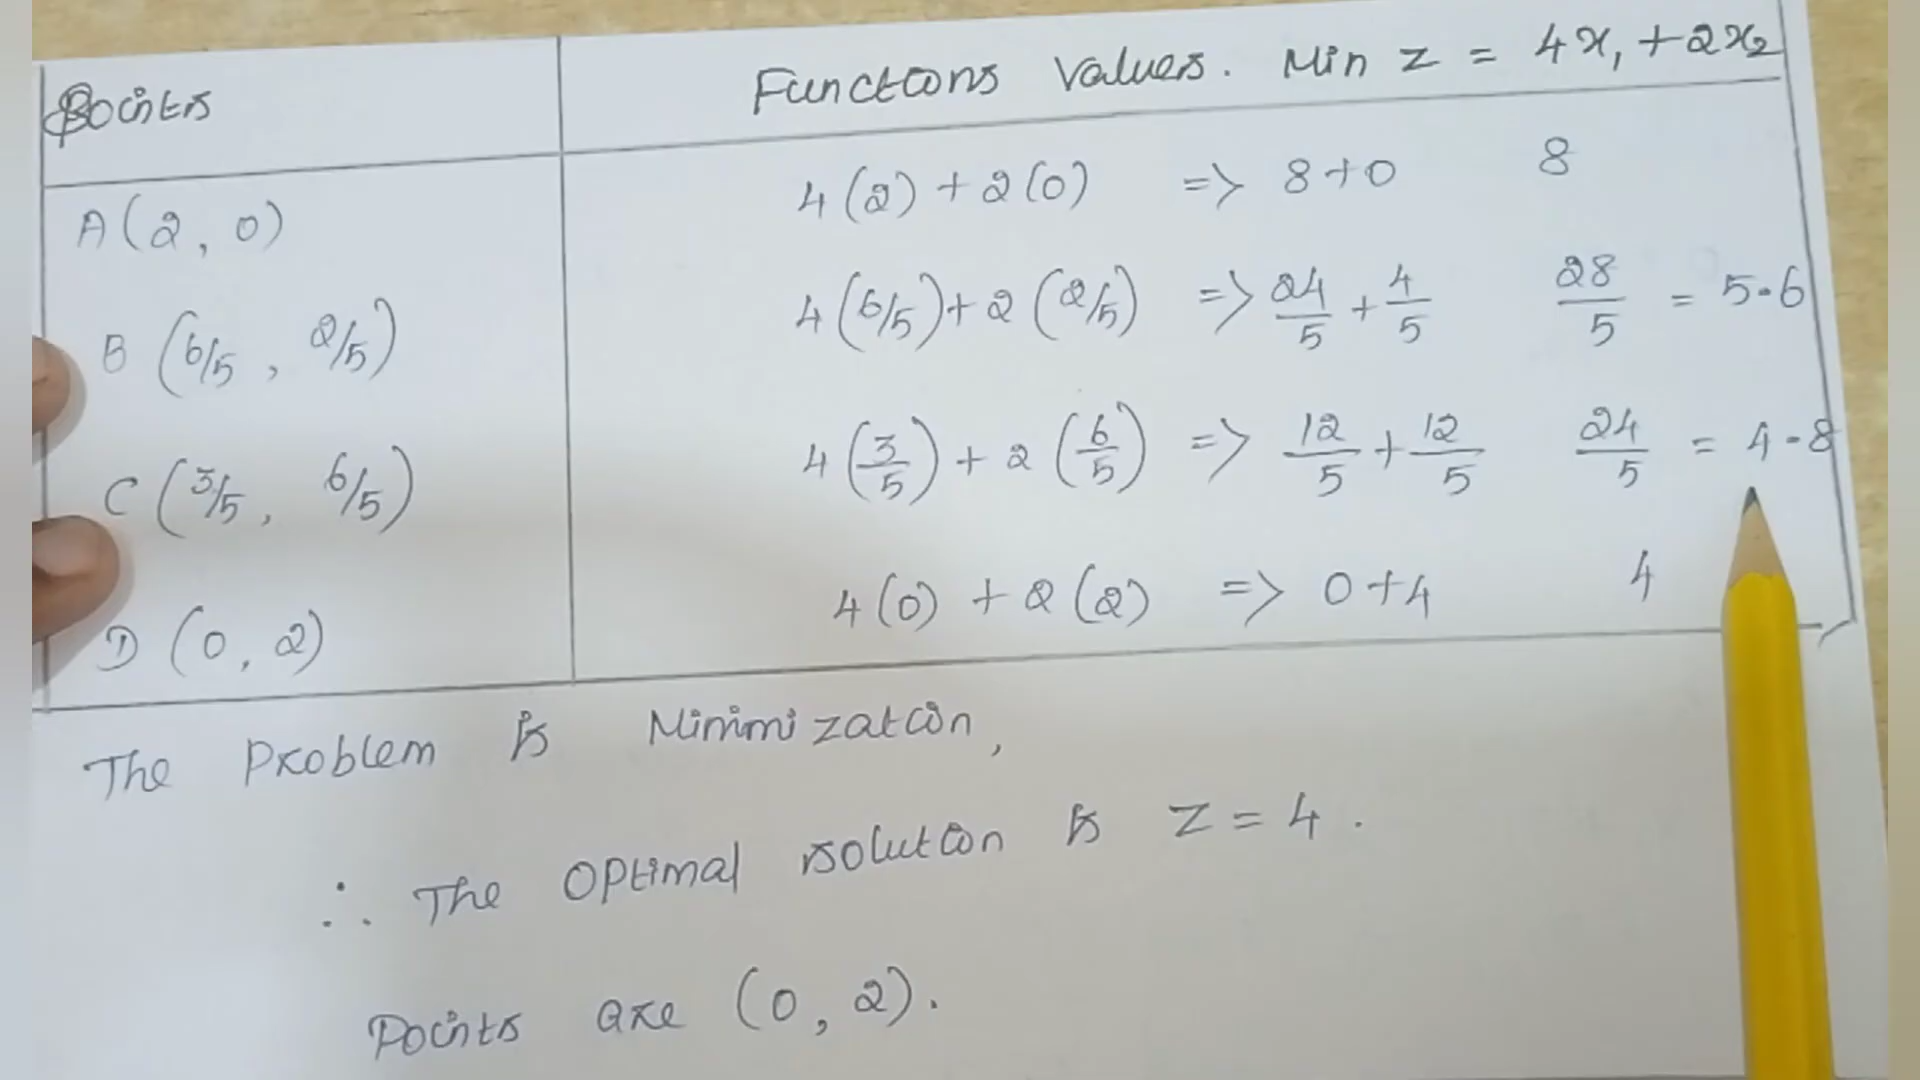 Points Functions Values. Min Z = 4x₁ + 2x₂
A (2, 0) 4(2) + 2(0) => 8+0 8
B (6/5, 2/5) 4(6/5) + 2(2/5) => 24/5 + 4/5 28/5 = 5.6
C (3/5, 6/5) 4(3/5) + 2(6/5) => 12/5 + 12/5 24/5 = 4.8
D (0, 2) 4(0) + 2(2) => 0+4 4
The Problem is Minimization,
∴ The Optimal solution is Z = 4.
Points are (0, 2).